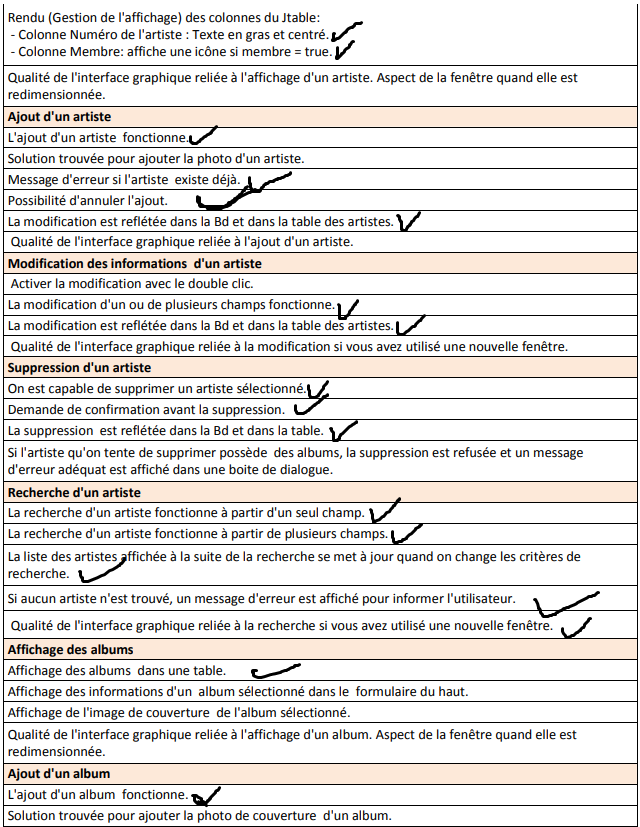 Rendu (Gestion de l'affichage) des colonnes du Jtable:
- Colonne Numéro de l'artiste : Texte en gras et centré.
- Colonne Membre: affiche une icône si membre = true.
Qualité de l'interface graphique reliée à l'affichage d'un artiste. Aspect de la fenêtre quand elle est
redimensionnée.
Ajout d'un artiste
L'ajout d'un artiste fonctionne.
Solution trouvée pour ajouter la photo d'un artiste.
Message d'erreur si l'artiste existe déjà.
Possibilité d'annuler l'ajout.
La modification est reflétée dans la Bd et dans la table des artistes.
Qualité de l'interface graphique reliée à l'ajout d'un artiste.
Modification des informations d'un artiste
Activer la modification avec le double clic.
La modification d'un ou de plusieurs champs fonctionne.
La modification est reflétée dans la Bd et dans la table des artistes.
Qualité de l'interface graphique reliée à la modification si vous avez utilisé une nouvelle fenêtre.
Suppression d'un artiste
On est capable de supprimer un artiste sélectionné.
Demande de confirmation avant la suppression.
La suppression est reflétée dans la Bd et dans la table.
Si l'artiste qu'on tente de supprimer possède des albums, la suppression est refusée et un message
d'erreur adéquat est affiché dans une boite de dialogue.
Recherche d'un artiste
La recherche d'un artiste fonctionne à partir d'un seul champ.
La recherche d'un artiste fonctionne à partir de plusieurs champs.
La liste des artistes affichée à la suite de la recherche se met à jour quand on change les critères de
recherche.
Si aucun artiste n'est trouvé, un message d'erreur est affiché pour informer l'utilisateur.
Qualité de l'interface graphique reliée à la recherche si vous avez utilisé une nouvelle fenêtre.
Affichage des albums
Affichage des albums dans une table.
Affichage des informations d'un album sélectionné dans le formulaire du haut.
Affichage de l'image de couverture de l'album sélectionné.
Qualité de l'interface graphique reliée à l'affichage d'un album. Aspect de la fenêtre quand elle est
redimensionnée.
Ajout d'un album
L'ajout d'un album fonctionne.
Solution trouvée pour ajouter la photo de couverture d'un album.